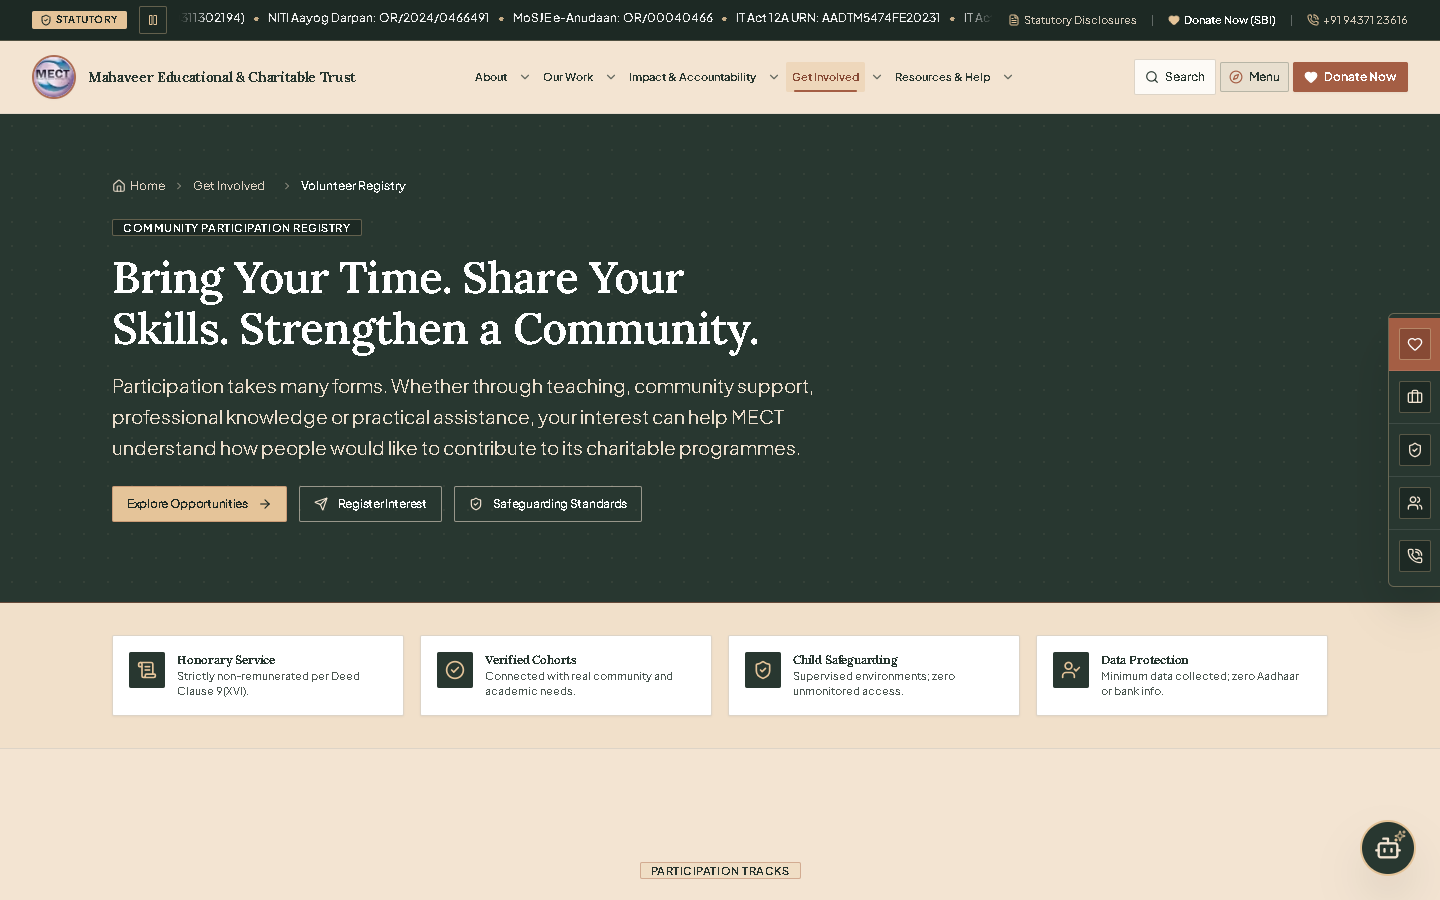 STATUTORY
311302194) • NITI Aayog Darpan: OR/2024/0466491 • MoSJE e-Anudaan: OR/00040466 • IT Act 12A URN: AADTM5474FE20231 • IT Ac
Statutory Disclosures
Donate Now (SBI)
+91 94371 23616
MECT
Mahaveer Educational & Charitable Trust
About
Our Work
Impact & Accountability
Get Involved
Resources & Help
Search
Menu
Donate Now
Home > Get Involved > Volunteer Registry
COMMUNITY PARTICIPATION REGISTRY
Bring Your Time. Share Your
Skills. Strengthen a Community.
Participation takes many forms. Whether through teaching, community support,
professional knowledge or practical assistance, your interest can help MECT
understand how people would like to contribute to its charitable programmes.
Explore Opportunities
Register Interest
Safeguarding Standards
Honorary Service
Strictly non-remunerated per Deed
Clause 9(XVI).
Verified Cohorts
Connected with real community and
academic needs.
Child Safeguarding
Supervised environments; zero
unmonitored access.
Data Protection
Minimum data collected; zero Aadhaar
or bank info.
PARTICIPATION TRACKS